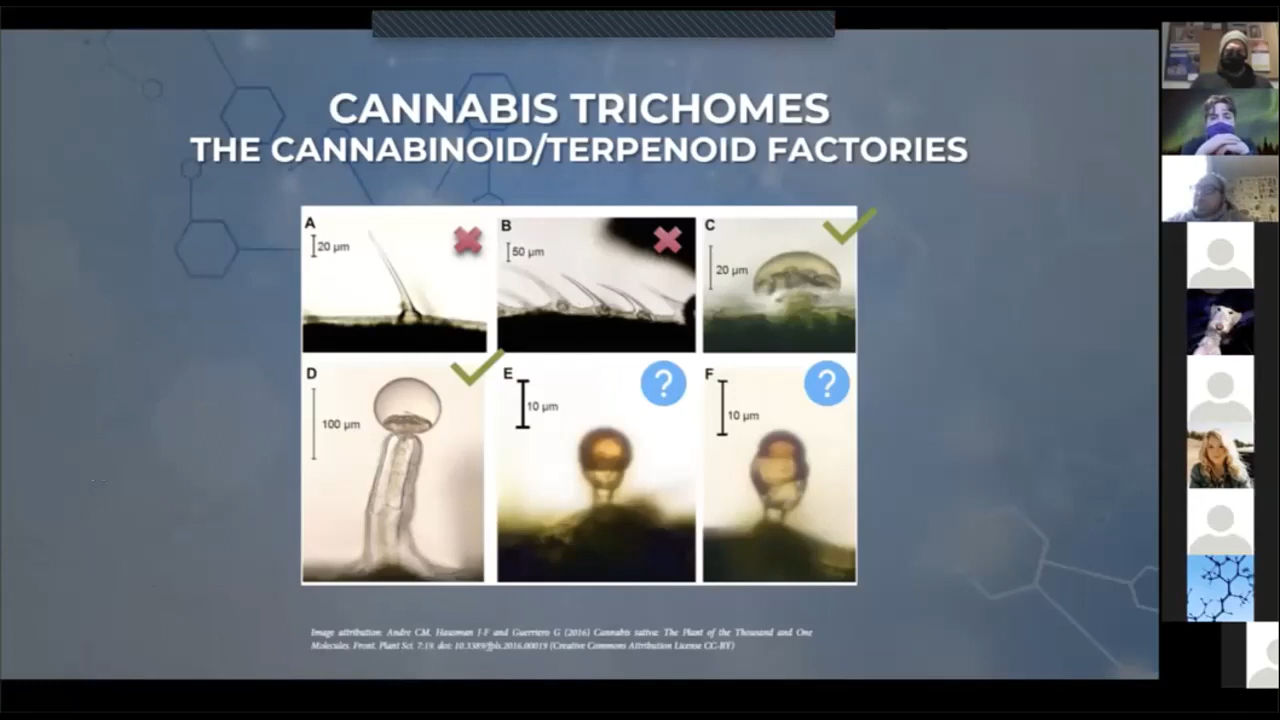 CANNABIS TRICHOMES
THE CANNABINOID/TERPENOID FACTORIES
A
20 µm
B
50 µm
C
20 µm
D
100 µm
E
10 µm
?
F
10 µm
?
Image attribution: Andre CM, Hausman J-F and Guerriero G (2016) Cannabis sativa: The Plant of the Thousand and One
Molecules. Front. Plant Sci. 7:19. doi: 10.3389/fpls.2016.00019 (Creative Commons Attribution License CC-BY)